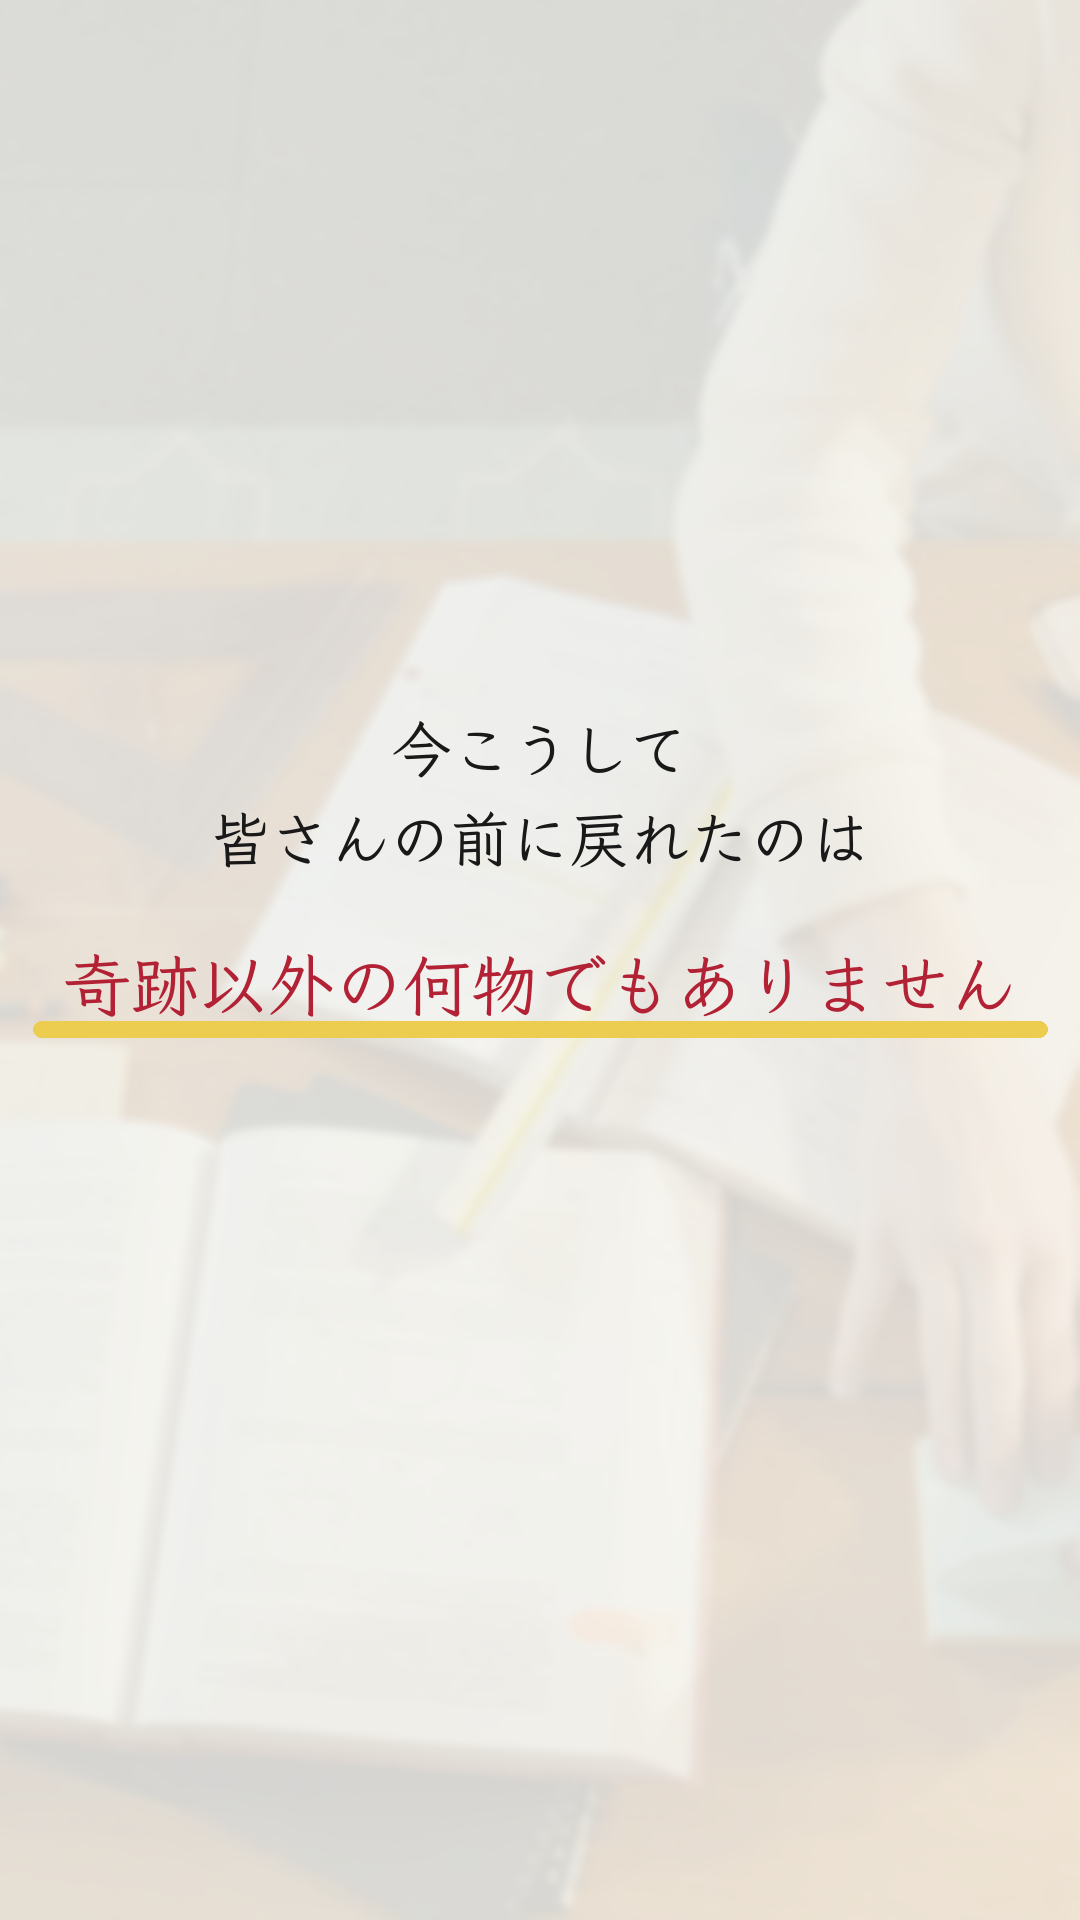 今こうして
皆さんの前に戻れたのは
奇跡以外の何物でもありません